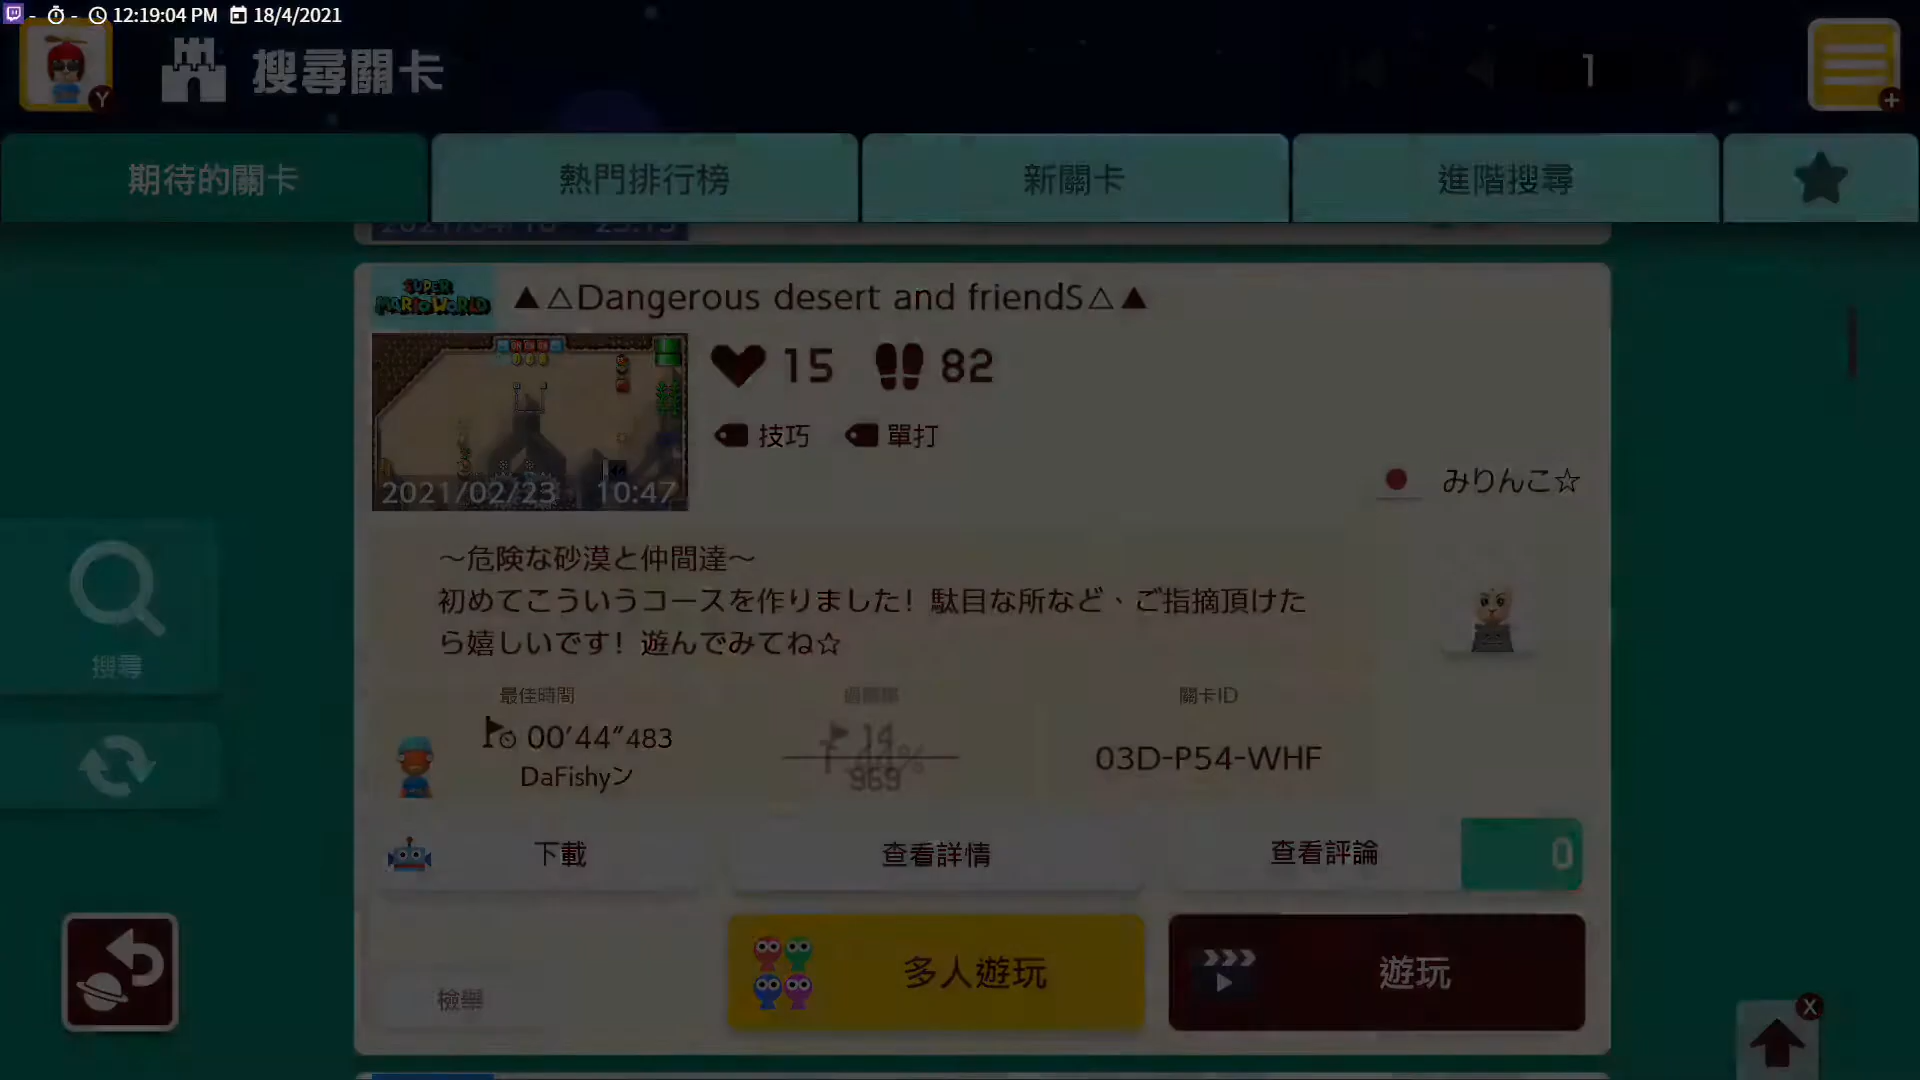 12:19:04 PM 18/4/2021
Y
搜尋關卡
1
+
期待的關卡
熱門排行榜
新關卡
進階搜尋
SUPER MARIO WORLD
▲△Dangerous desert and friendS△▲
15
82
技巧
單打
2021/02/23 10:47
みりんこ☆
～危険な砂漠と仲間達～
初めてこういうコースを作りました！駄目な所など、ご指摘頂けた
ら嬉しいです！遊んでみてね☆
搜尋
最佳時間
過關率
關卡ID
00'44"483
DaFishyン
14
969
03D-P54-WHF
下載
查看詳情
查看評論
0
檢舉
多人遊玩
遊玩
X